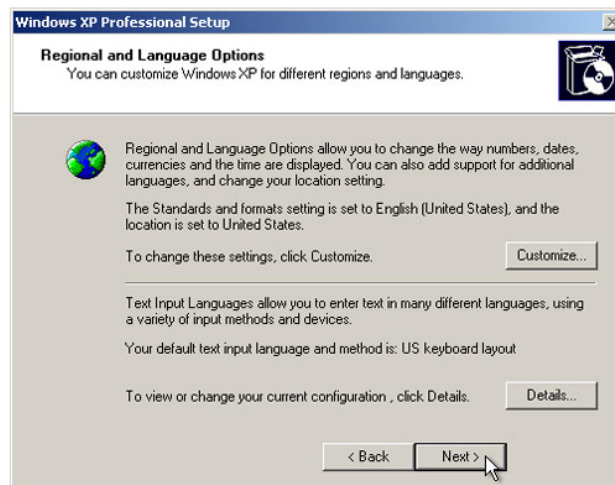 Windows XP Professional Setup
Regional and Language Options
You can customize Windows XP for different regions and languages.
Regional and Language Options allow you to change the way numbers, dates,
currencies and the time are displayed. You can also add support for additional
languages, and change your location setting.
The Standards and formats setting is set to English (United States), and the
location is set to United States.
To change these settings, click Customize.
Customize...
Text Input Languages allow you to enter text in many different languages, using
a variety of input methods and devices.
Your default text input language and method is: US keyboard layout
To view or change your current configuration , click Details.
Details...
< Back
Next >